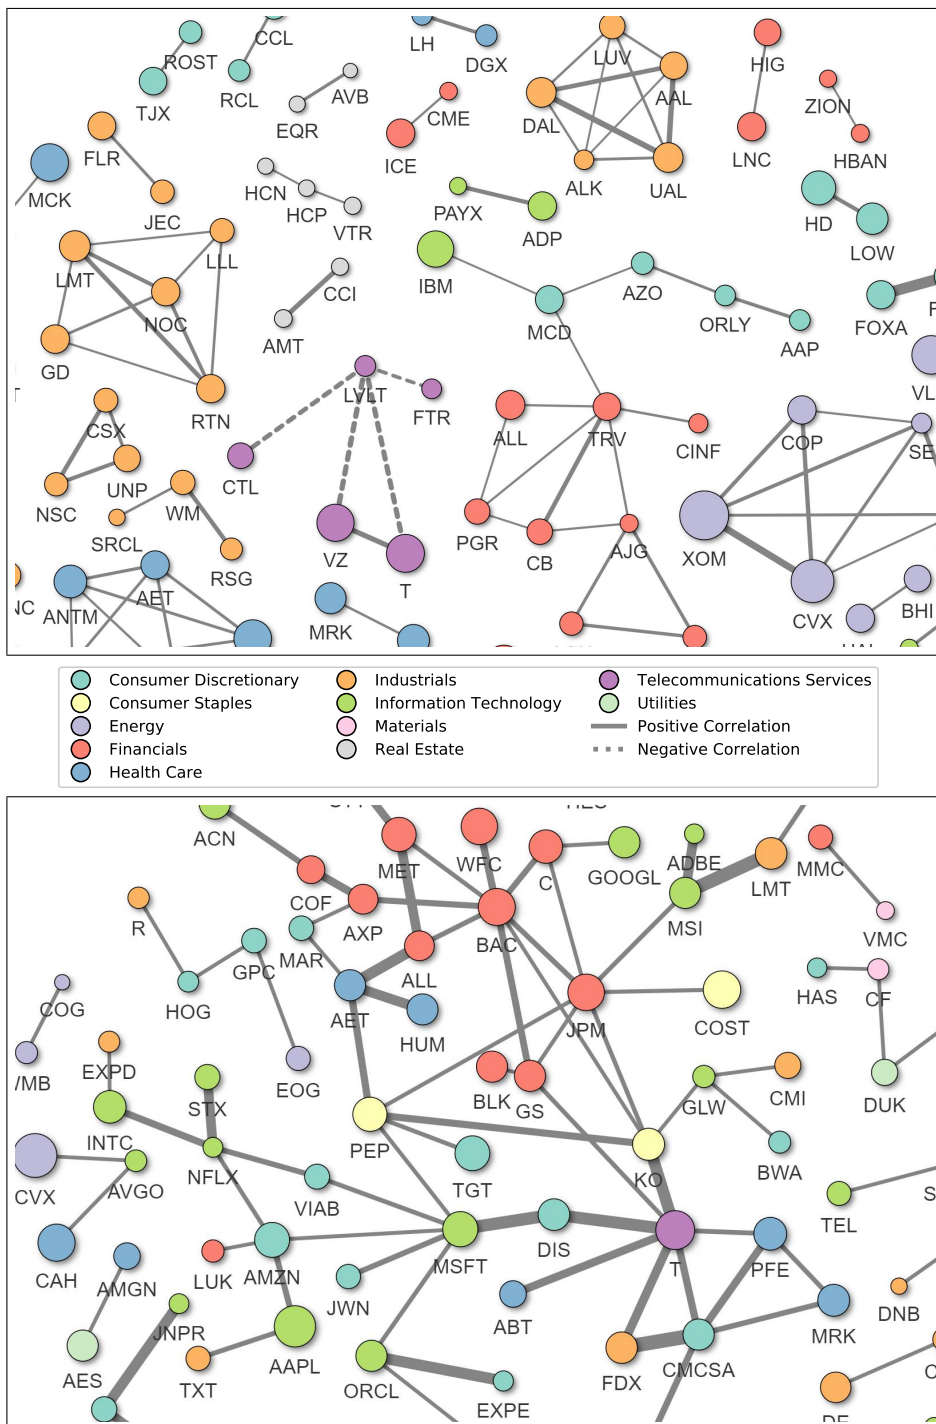 CCL
LH
ROST
DGX
LUV
HIG
TJX
RCL
AVB
EQR
CME
ICE
AAL
DAL
ZION
LNC
HBAN
FLR
MCK
JEC
HCN
HCP
VTR
PAYX
ADP
ALK
UAL
HD
LOW
LMT
LLL
NOC
GD
RTN
CCI
AMT
IBM
MCD
AZO
ORLY
AAP
FOXA
LVLT
FTR
CTL
ALL
TRV
CINF
COP
VL
SE
CSX
UNP
NSC
WM
SRCL
RSG
VZ
T
PGR
CB
AJG
XOM
CVX
BHI
NC
ANTM
AET
MRK
Consumer Discretionary
Consumer Staples
Energy
Financials
Health Care
Industrials
Information Technology
Materials
Real Estate
Telecommunications Services
Utilities
Positive Correlation
Negative Correlation
ACN
MET
WFC
C
GOOGL
ADBE
LMT
MMC
MSI
VMC
COF
AXP
BAC
R
MAR
GPC
ALL
HOG
AET
HUM
JPM
COST
HAS
CF
COG
MB
EXPD
EOG
INTC
STX
BLK
GS
GLW
CMI
DUK
PEP
TGT
KO
BWA
CVX
AVGO
NFLX
VIAB
TEL
S
CAH
AMGN
LUK
AMZN
MSFT
DIS
T
PFE
JWN
ABT
MRK
DNB
JNPR
AES
TXT
AAPL
ORCL
EXPE
FDX
CMCSA